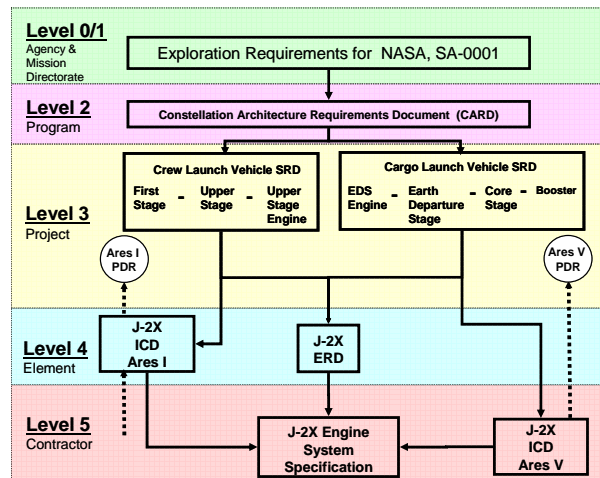 Level 0/1
Agency &
Mission
Directorate
Exploration Requirements for NASA, SA-0001
Level 2
Program
Constellation Architecture Requirements Document (CARD)
Level 3
Project
Crew Launch Vehicle SRD
First
Stage
-
Upper
Stage
-
Upper
Stage
Engine
Cargo Launch Vehicle SRD
EDS
Engine
-
Earth
Departure
Stage
-
Core
Stage
-
Booster
Ares I
PDR
Ares V
PDR
Level 4
Element
J-2X
ICD
Ares I
J-2X
ERD
Level 5
Contractor
J-2X Engine
System
Specification
J-2X
ICD
Ares V